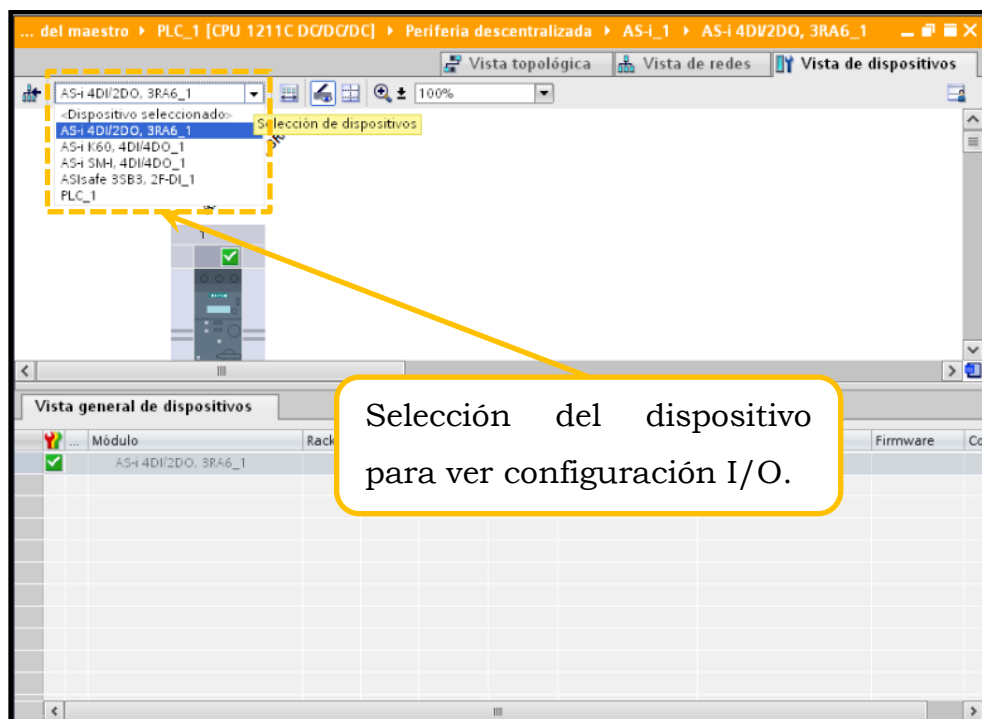 ... del maestro ▸ PLC_1 [CPU 1211C DC/DC/DC] ▸ Periferia descentralizada ▸ AS-i_1 ▸ AS-i 4DI/2DO, 3RA6_1
Vista topológica Vista de redes Vista de dispositivos
AS-i 4DI/2DO, 3RA6_1 100%
<Dispositivo seleccionado>
Selección de dispositivos
AS-i 4DI/2DO, 3RA6_1
AS-i K60, 4DI/4DO_1
AS-i SM-I, 4DI/4DO_1
ASIsafe 3SB3, 2F-DI_1
PLC_1
1
Selección del dispositivo
para ver configuración I/O.
Vista general de dispositivos
... Módulo Rack Firmware
AS-i 4DI/2DO, 3RA6_1